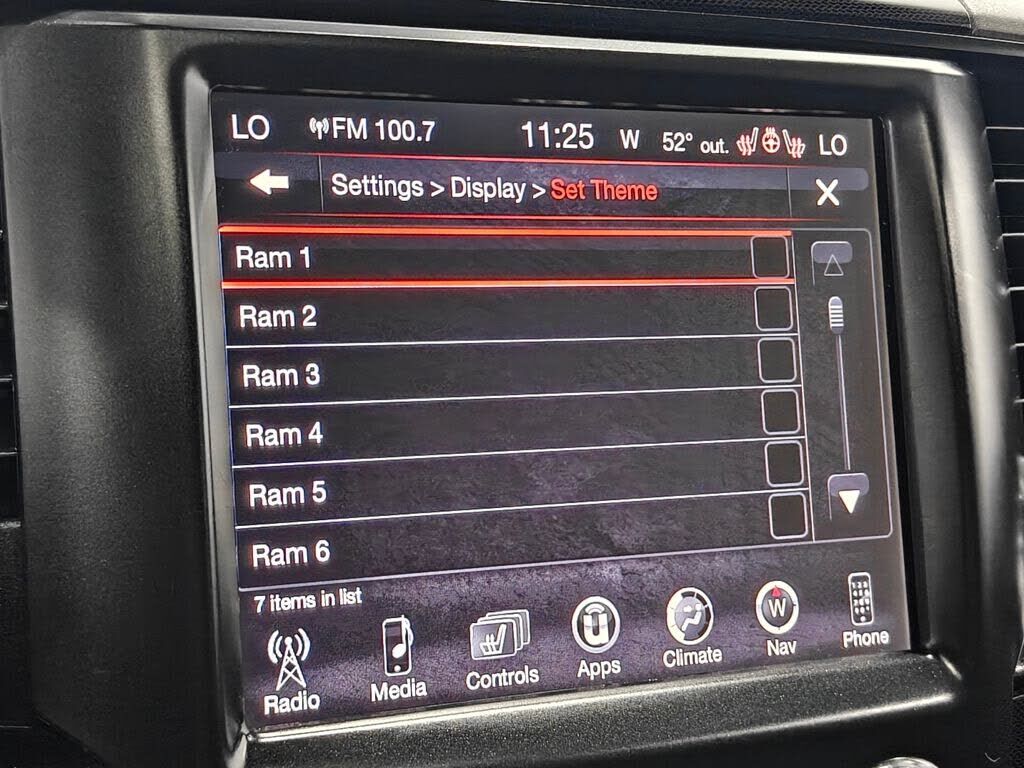 LO FM 100.7 11:25 W 52° out. LO
Settings > Display > Set Theme X
Ram 1
Ram 2
Ram 3
Ram 4
Ram 5
Ram 6
7 items in list
W
Radio Media Controls Apps Climate Nav Phone